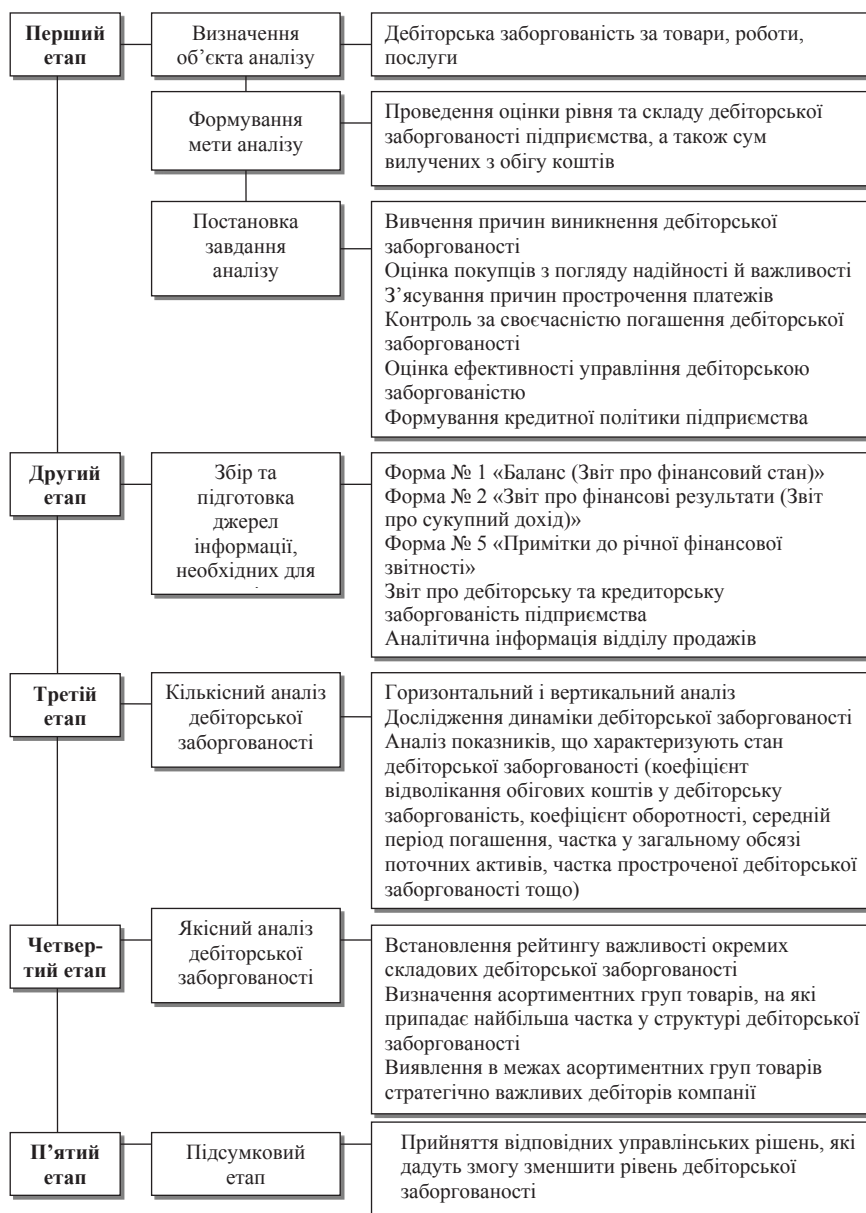 Перший
етап
Визначення
об’єкта аналізу
Дебіторська заборгованість за товари, роботи,
послуги
Формування
мети аналізу
Проведення оцінки рівня та складу дебіторської
заборгованості підприємства, а також сум
вилучених з обігу коштів
Постановка
завдання
аналізу
Вивчення причин виникнення дебіторської
заборгованості
Оцінка покупців з погляду надійності й важливості
З’ясування причин прострочення платежів
Контроль за своєчасністю погашення дебіторської
заборгованості
Оцінка ефективності управління дебіторською
заборгованістю
Формування кредитної політики підприємства
Другий
етап
Збір та
підготовка
джерел
інформації,
необхідних для
Форма № 1 «Баланс (Звіт про фінансовий стан)»
Форма № 2 «Звіт про фінансові результати (Звіт
про сукупний дохід)»
Форма № 5 «Примітки до річної фінансової
звітності»
Звіт про дебіторську та кредиторську
заборгованість підприємства
Аналітична інформація відділу продажів
Третій
етап
Кількісний аналіз
дебіторської
заборгованості
Горизонтальний і вертикальний аналіз
Дослідження динаміки дебіторської заборгованості
Аналіз показників, що характеризують стан
дебіторської заборгованості (коефіцієнт
відволікання обігових коштів у дебіторську
заборгованість, коефіцієнт оборотності, середній
період погашення, частка у загальному обсязі
поточних активів, частка простроченої дебіторської
заборгованості тощо)
Четвер-
тий етап
Якісний аналіз
дебіторської
заборгованості
Встановлення рейтингу важливості окремих
складових дебіторської заборгованості
Визначення асортиментних груп товарів, на які
припадає найбільша частка у структурі дебіторської
заборгованості
Виявлення в межах асортиментних груп товарів
стратегічно важливих дебіторів компанії
П’ятий
етап
Підсумковий
етап
Прийняття відповідних управлінських рішень, які
дадуть змогу зменшити рівень дебіторської
заборгованості